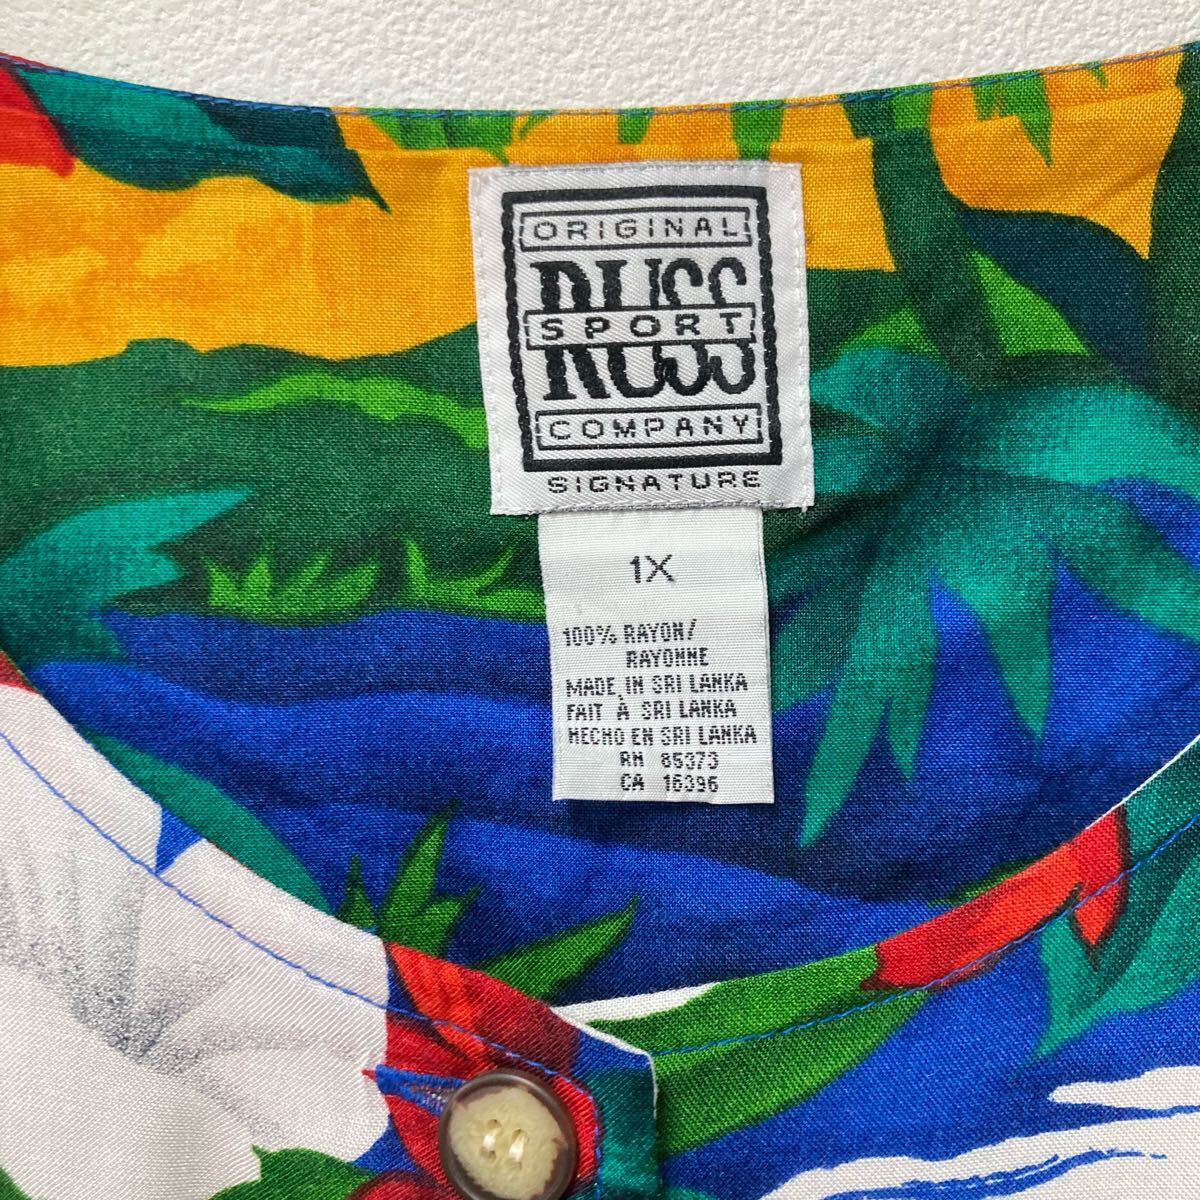 ORIGINAL
RUSS
SPORT
RUSS
COMPANY
SIGNATURE
1X
100% RAYON/
RAYONNE
MADE IN SRI LANKA
FAIT À SRI LANKA
HECHO EN SRI LANKA
RN 85373
CA 16396